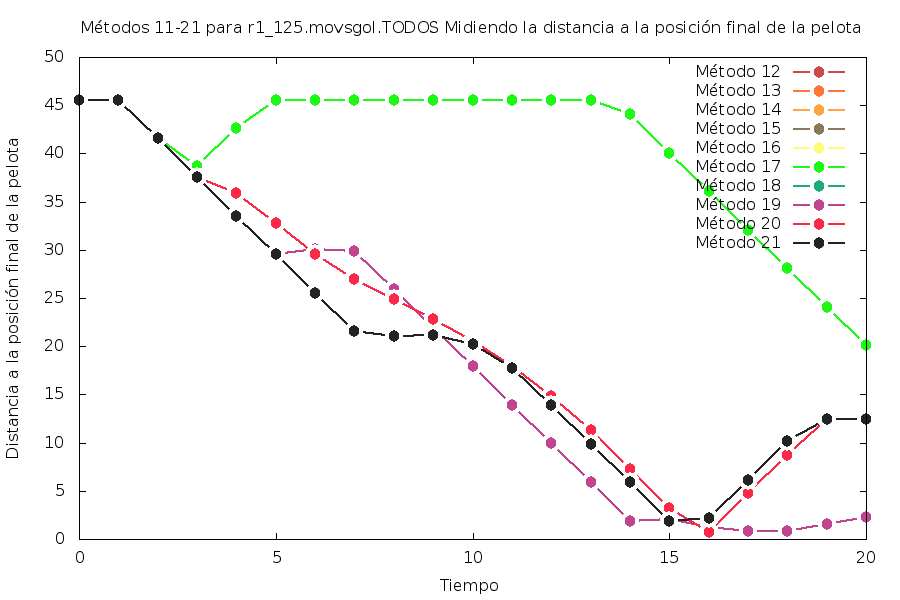 Métodos 11-21 para r1_125.movsgol.TODOS Midiendo la distancia a la posición final de la pelota
50
45
40
35
30
25
20
15
10
5
0
Distancia a la posición final de la pelota
Método 12
Método 13
Método 14
Método 15
Método 16
Método 17
Método 18
Método 19
Método 20
Método 21
0 5 10 15 20
Tiempo